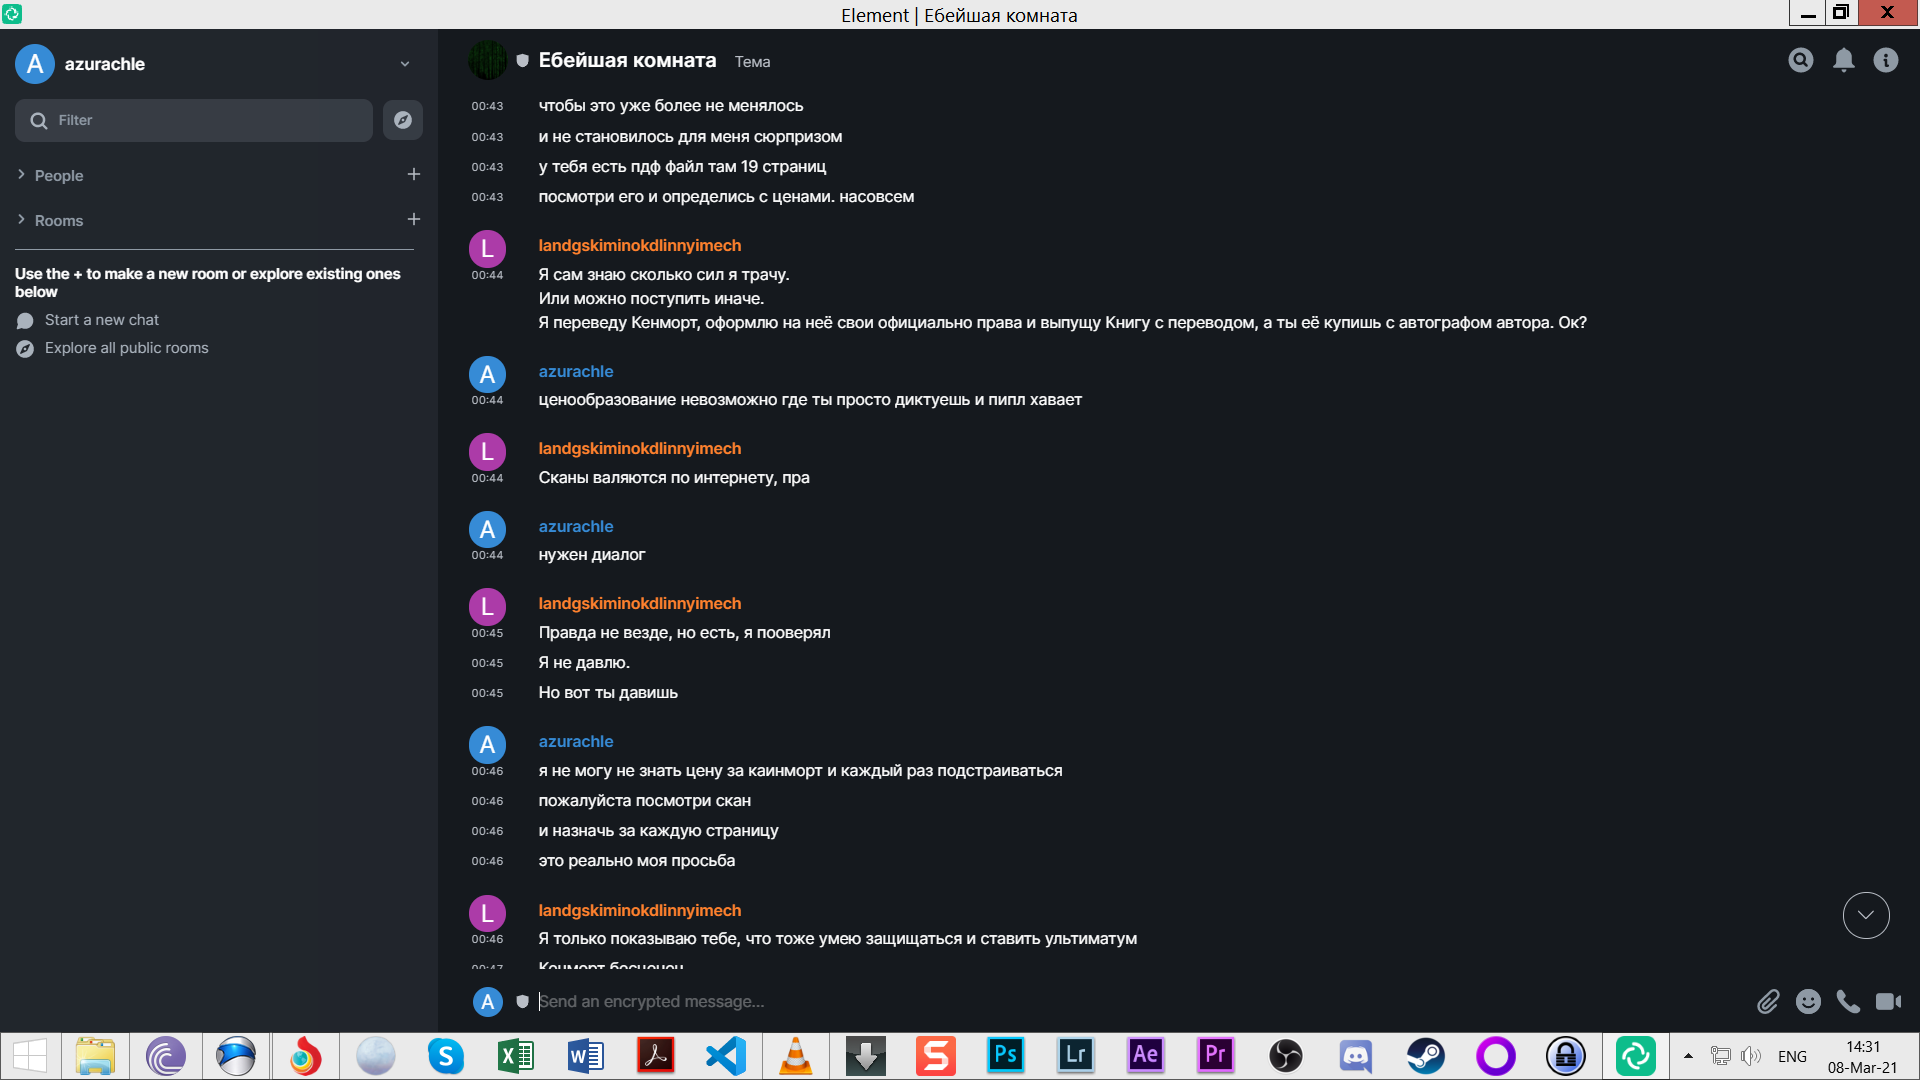 Element | Ебейшая комната
A azurachle
Filter
People
Rooms
Use the + to make a new room or explore existing ones
below
Start a new chat
Explore all public rooms
Ебейшая комната Тема
00:43 чтобы это уже более не менялось
00:43 и не становилось для меня сюрпризом
00:43 у тебя есть пдф файл там 19 страниц
00:43 посмотри его и определись с ценами. насовсем
L landgskiminokdlinnyimech
00:44 Я сам знаю сколько сил я трачу.
Или можно поступить иначе.
Я переведу Кенморт, оформлю на неё свои официально права и выпущу Книгу с переводом, а ты её купишь с автографом автора. Ок?
A azurachle
00:44 ценообразование невозможно где ты просто диктуешь и пипл хавает
L landgskiminokdlinnyimech
00:44 Сканы валяются по интернету, пра
A azurachle
00:44 нужен диалог
L landgskiminokdlinnyimech
00:45 Правда не везде, но есть, я пооверял
00:45 Я не давлю.
00:45 Но вот ты давишь
A azurachle
00:46 я не могу не знать цену за каинморт и каждый раз подстраиваться
00:46 пожалуйста посмотри скан
00:46 и назначь за каждую страницу
00:46 это реально моя просьба
L landgskiminokdlinnyimech
00:46 Я только показываю тебе, что тоже умею защищаться и ставить ультиматум
00:47 Кенморт бесценен
A Send an encrypted message...
S X W S Ps Lr Ae Pr
ENG
14:31
08-Mar-21